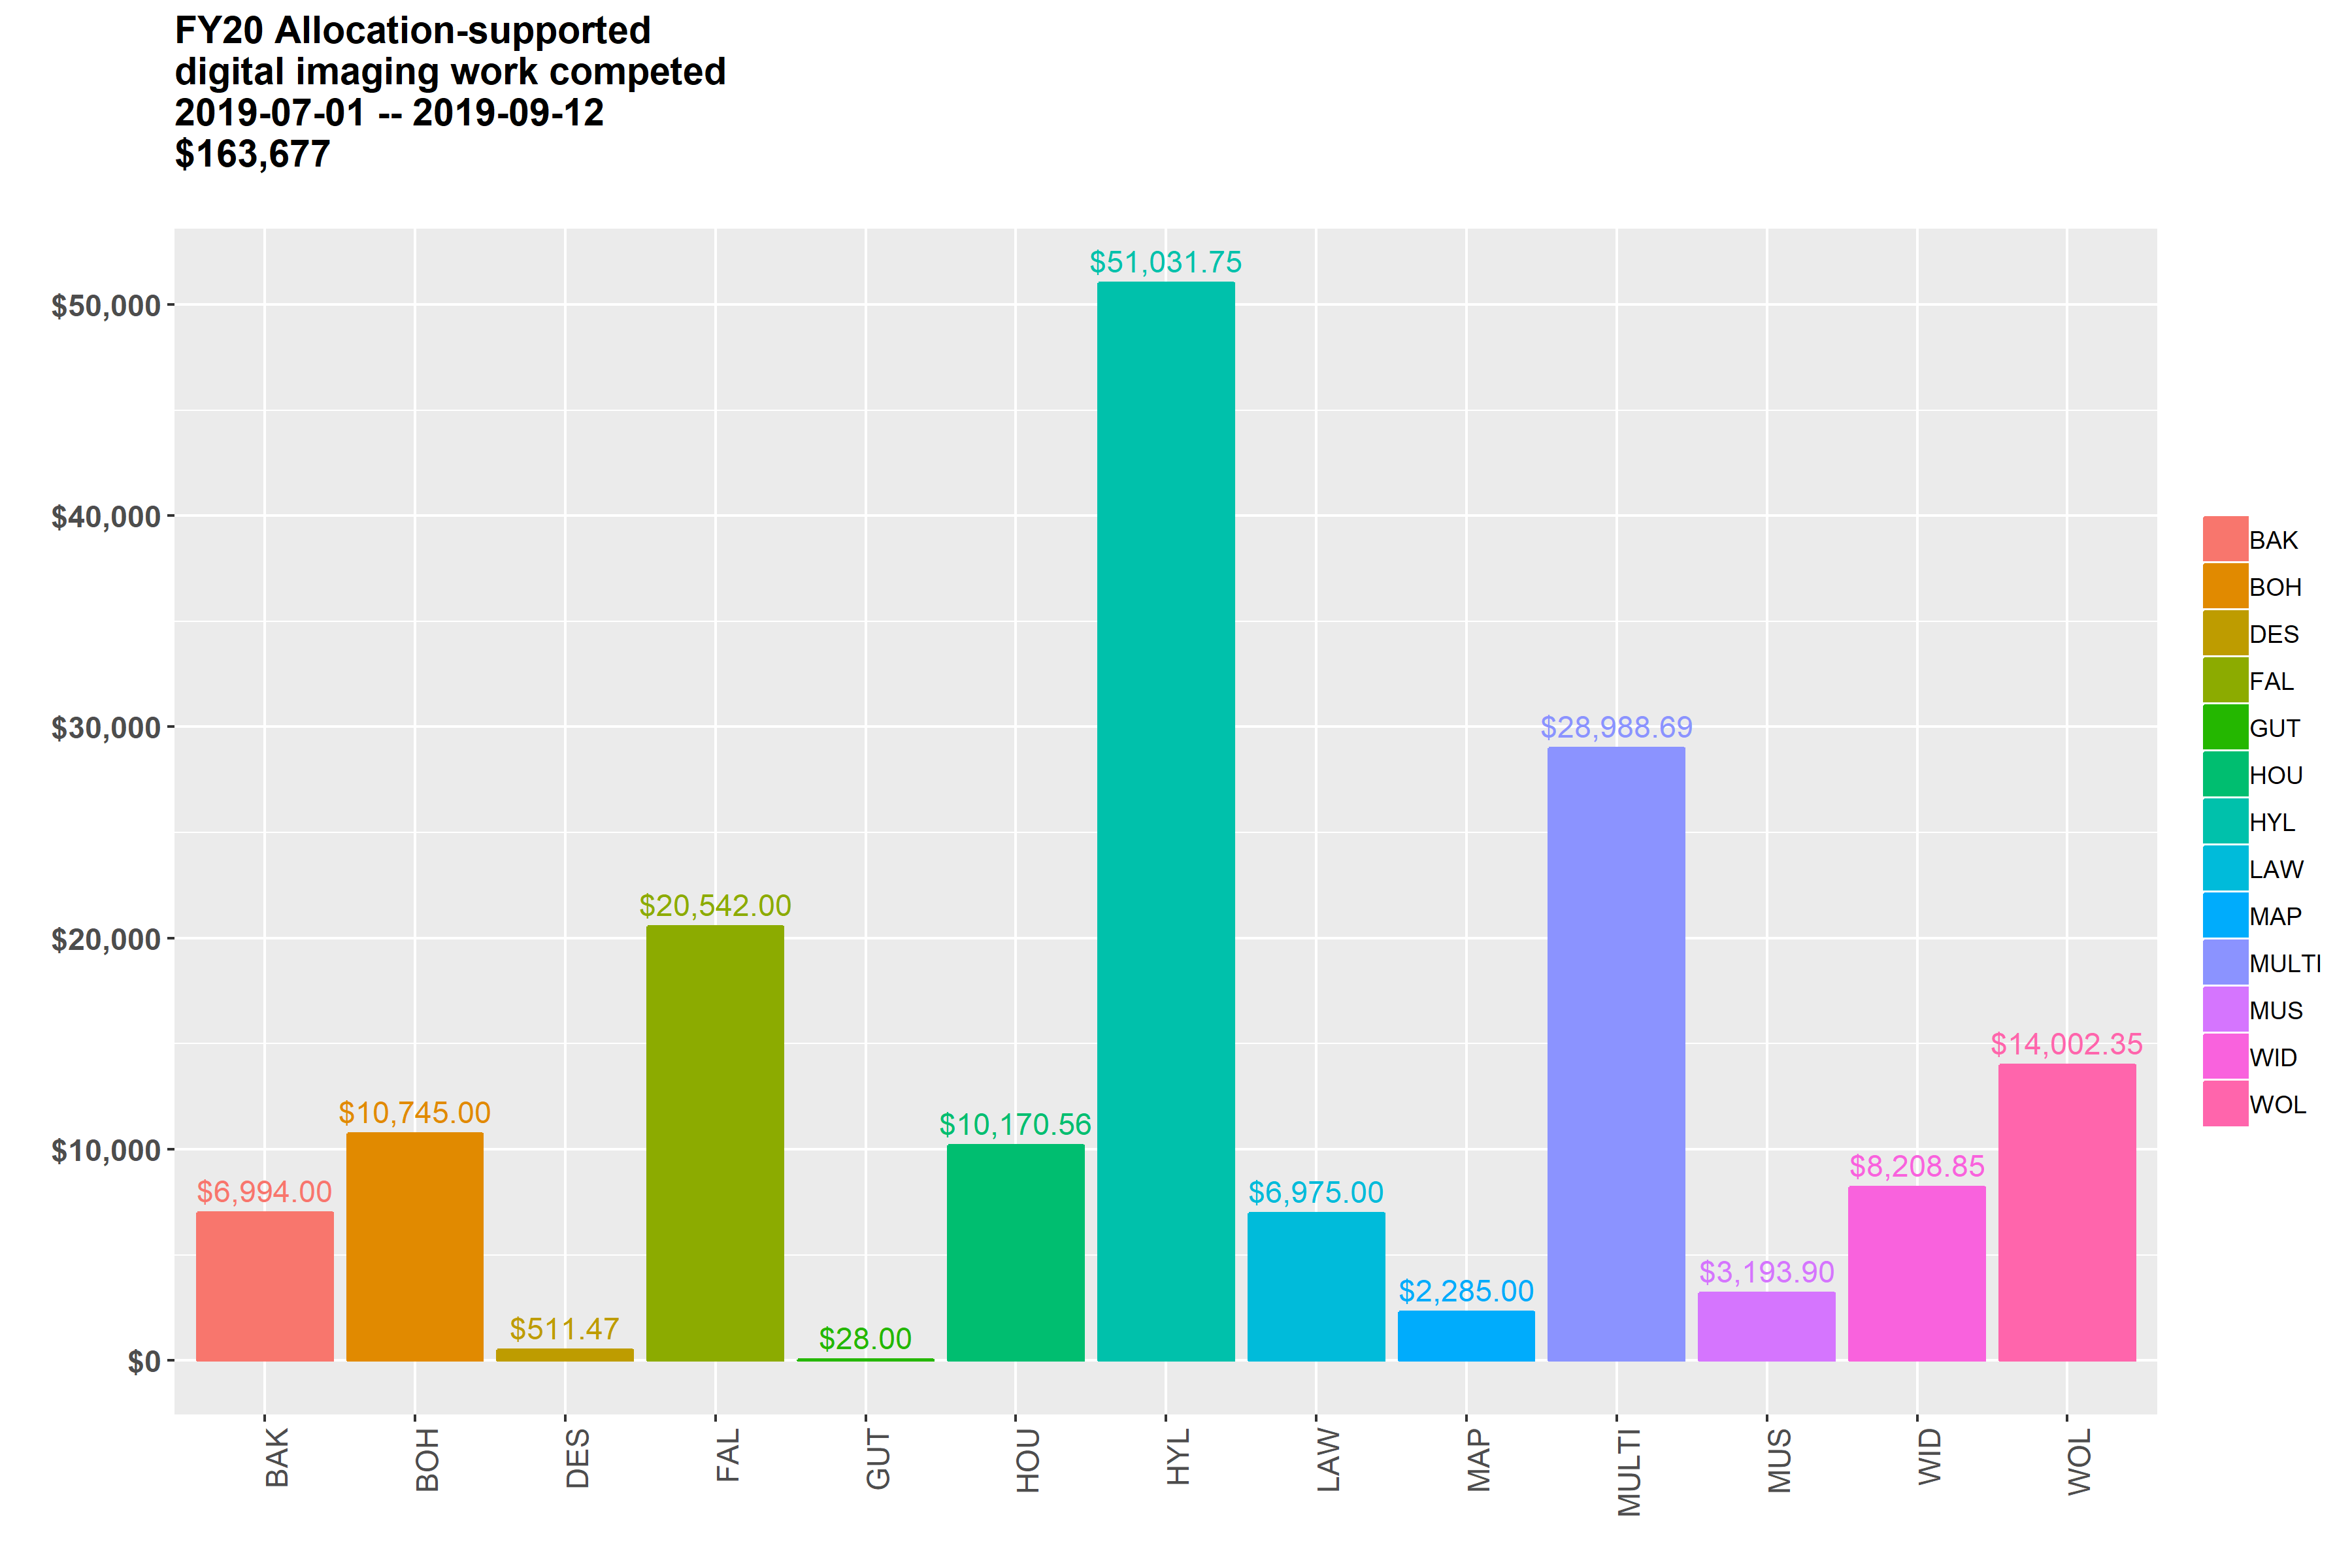 FY20 Allocation-supported
digital imaging work competed
2019-07-01 -- 2019-09-12
$163,677
$50,000
$40,000
$30,000
$20,000
$10,000
$0
$6,994.00
$10,745.00
$511.47
$20,542.00
$28.00
$10,170.56
$51,031.75
$6,975.00
$2,285.00
$28,988.69
$3,193.90
$8,208.85
$14,002.35
BAK
BOH
DES
FAL
GUT
HOU
HYL
LAW
MAP
MULTI
MUS
WID
WOL
BAK
BOH
DES
FAL
GUT
HOU
HYL
LAW
MAP
MULTI
MUS
WID
WOL